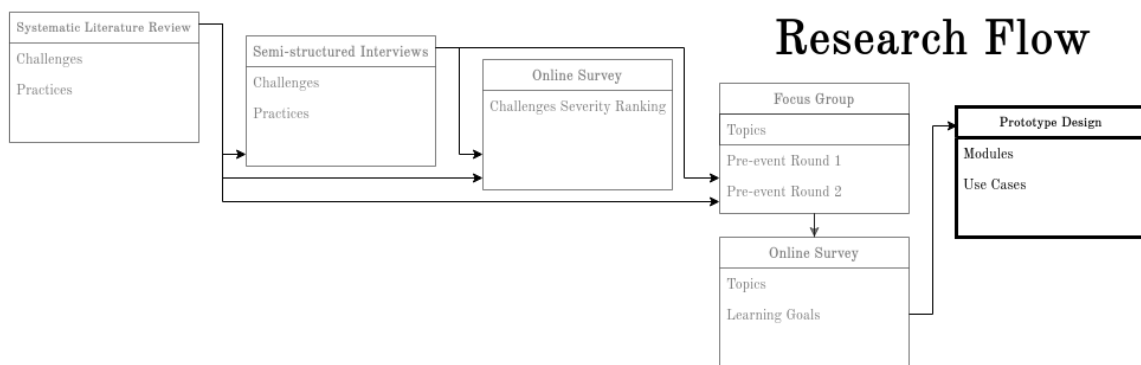 Research Flow
Systematic Literature Review
Challenges
Practices
Semi-structured Interviews
Challenges
Practices
Online Survey
Challenges Severity Ranking
Focus Group
Topics
Pre-event Round 1
Pre-event Round 2
Online Survey
Topics
Learning Goals
Prototype Design
Modules
Use Cases